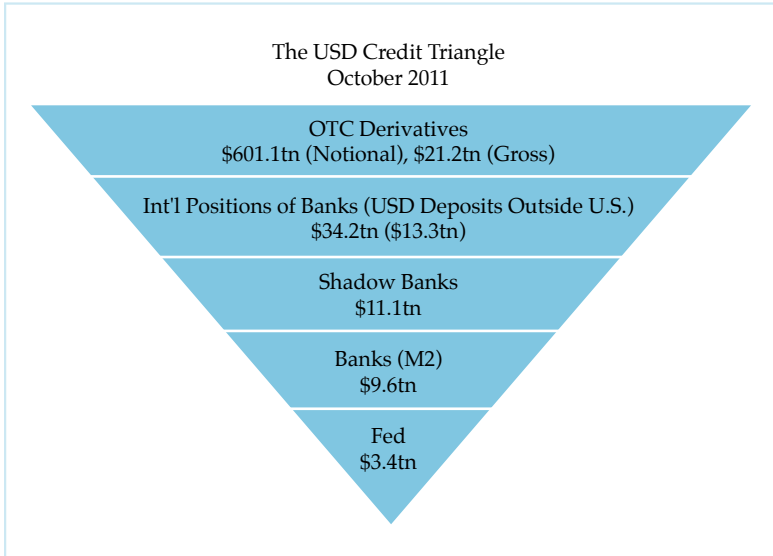 The USD Credit Triangle
October 2011
OTC Derivatives
$601.1tn (Notional), $21.2tn (Gross)
Int'l Positions of Banks (USD Deposits Outside U.S.)
$34.2tn ($13.3tn)
Shadow Banks
$11.1tn
Banks (M2)
$9.6tn
Fed
$3.4tn